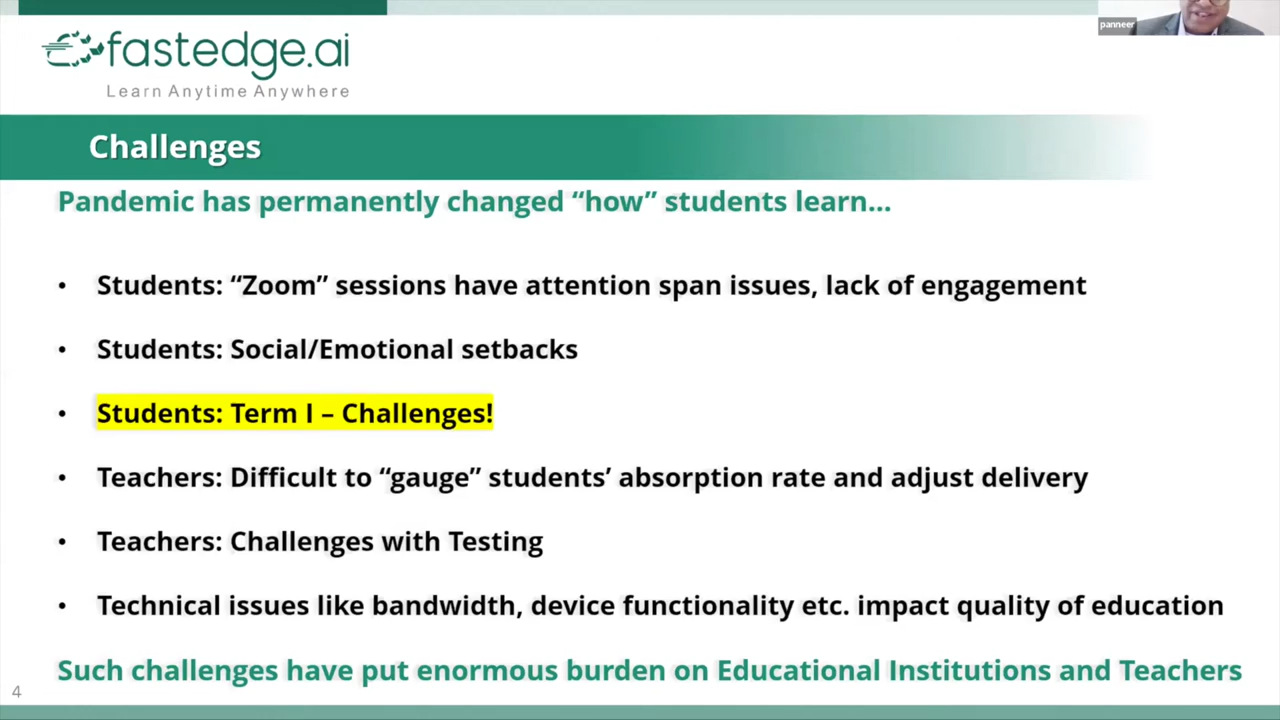 panneer
fastedge.ai
Learn Anytime Anywhere
Challenges
Pandemic has permanently changed “how” students learn...
• Students: “Zoom” sessions have attention span issues, lack of engagement
• Students: Social/Emotional setbacks
• Students: Term I – Challenges!
• Teachers: Difficult to “gauge” students’ absorption rate and adjust delivery
• Teachers: Challenges with Testing
• Technical issues like bandwidth, device functionality etc. impact quality of education
Such challenges have put enormous burden on Educational Institutions and Teachers
4